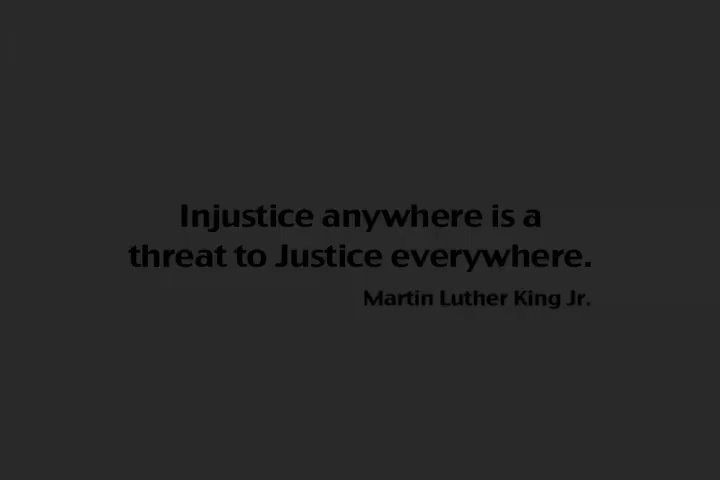 Injustice anywhere is a
threat to Justice everywhere.
Martin Luther King Jr.